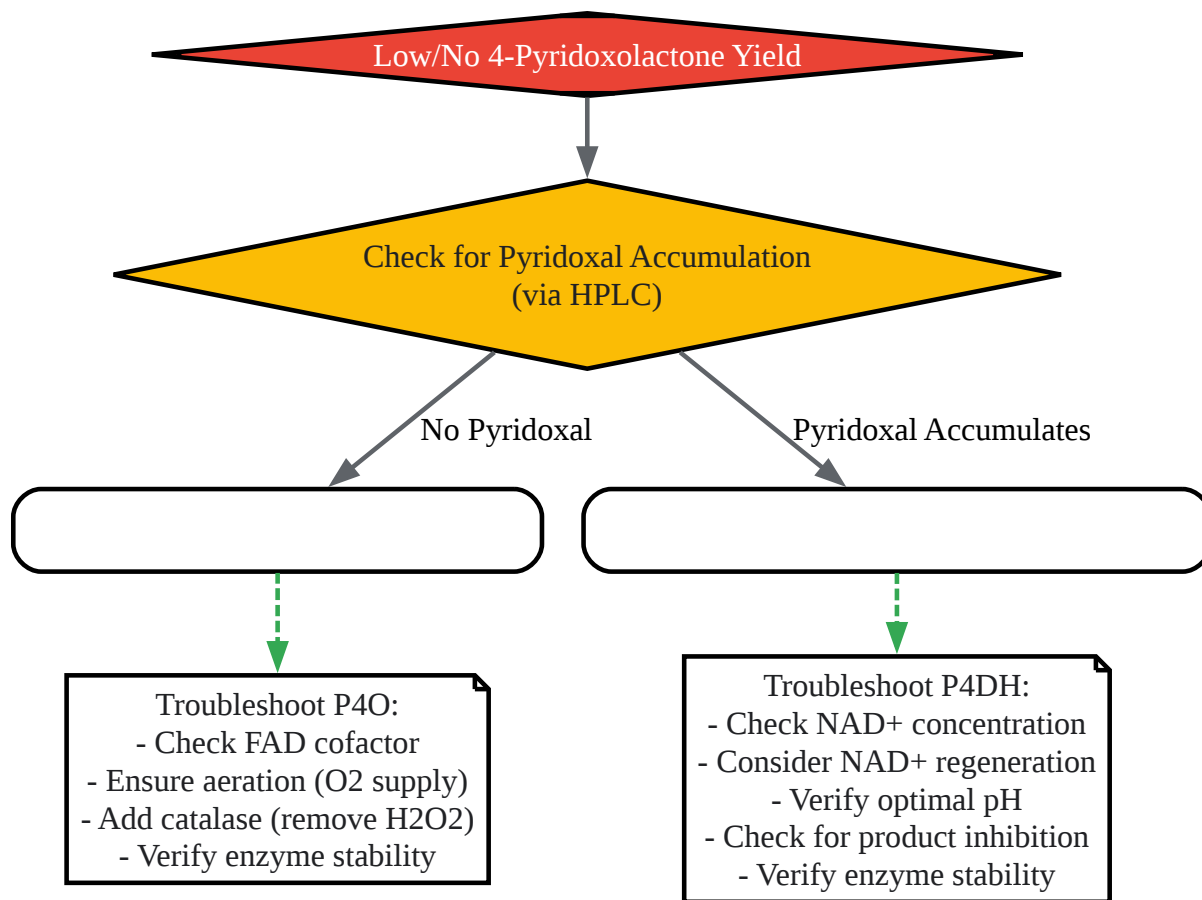 Low/No 4-Pyridoxolactone Yield
Check for Pyridoxal Accumulation
(via HPLC)
No Pyridoxal
Pyridoxal Accumulates
Troubleshoot P4O:
- Check FAD cofactor
- Ensure aeration (O2 supply)
- Add catalase (remove H2O2)
- Verify enzyme stability
Troubleshoot P4DH:
- Check NAD+ concentration
- Consider NAD+ regeneration
- Verify optimal pH
- Check for product inhibition
- Verify enzyme stability